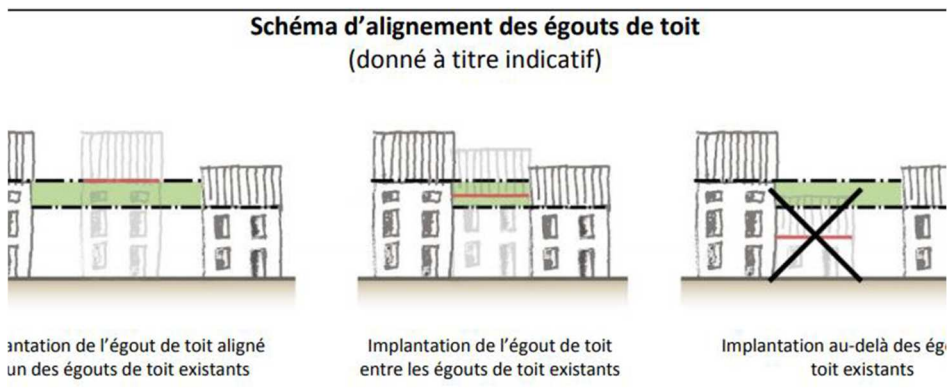 Schéma d'alignement des égouts de toit
(donné à titre indicatif)
antation de l'égout de toit aligné
un des égouts de toit existants
Implantation de l'égout de toit
entre les égouts de toit existants
Implantation au-delà des ég
toit existants